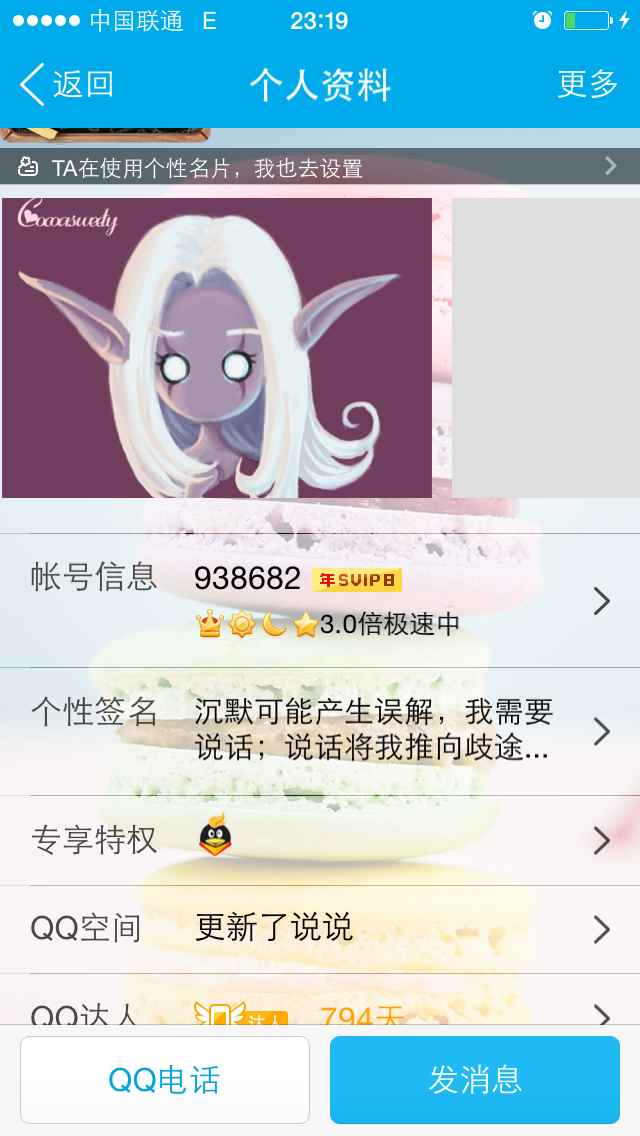 中国联通 E 23:19
返回 个人资料 更多
TA在使用个性名片，我也去设置
Cocoasweety
帐号信息 938682 年SVIP8
3.0倍极速中
个性签名 沉默可能产生误解，我需要
说话；说话将我推向歧途...
专享特权
QQ空间 更新了说说
QQ达人 达人 794天
QQ电话 发消息